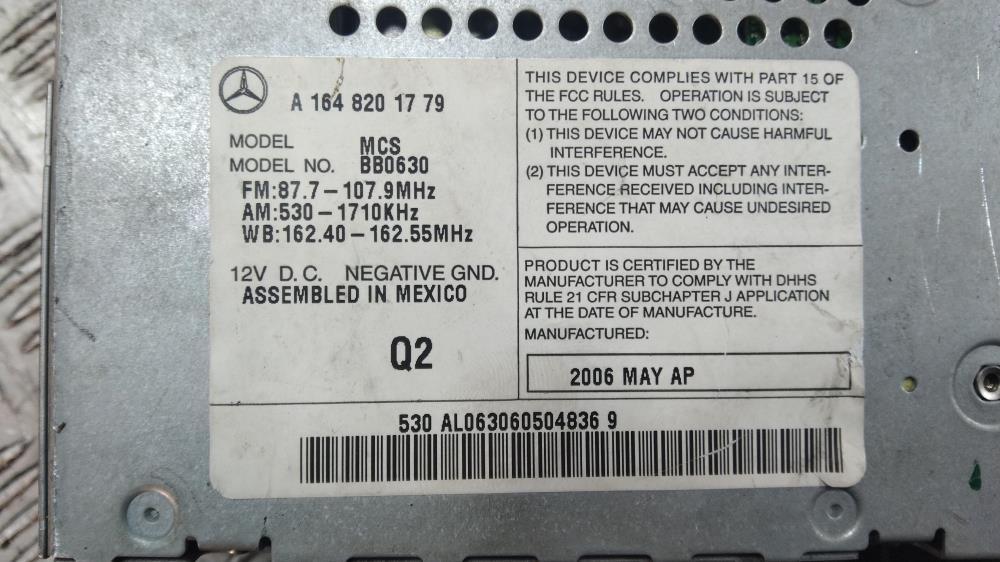 A 164 820 17 79
MODEL MCS
MODEL NO. BB0630
FM:87.7-107.9MHz
AM:530-1710KHz
WB:162.40-162.55MHz
12V D.C. NEGATIVE GND.
ASSEMBLED IN MEXICO
Q2
THIS DEVICE COMPLIES WITH PART 15 OF
THE FCC RULES. OPERATION IS SUBJECT
TO THE FOLLOWING TWO CONDITIONS:
(1) THIS DEVICE MAY NOT CAUSE HARMFUL
INTERFERENCE.
(2) THIS DEVICE MUST ACCEPT ANY INTER-
FERENCE RECEIVED INCLUDING INTER-
FERENCE THAT MAY CAUSE UNDESIRED
OPERATION.
PRODUCT IS CERTIFIED BY THE
MANUFACTURER TO COMPLY WITH DHHS
RULE 21 CFR SUBCHAPTER J APPLICATION
AT THE DATE OF MANUFACTURE.
MANUFACTURED:
2006 MAY AP
530 AL063060504836 9